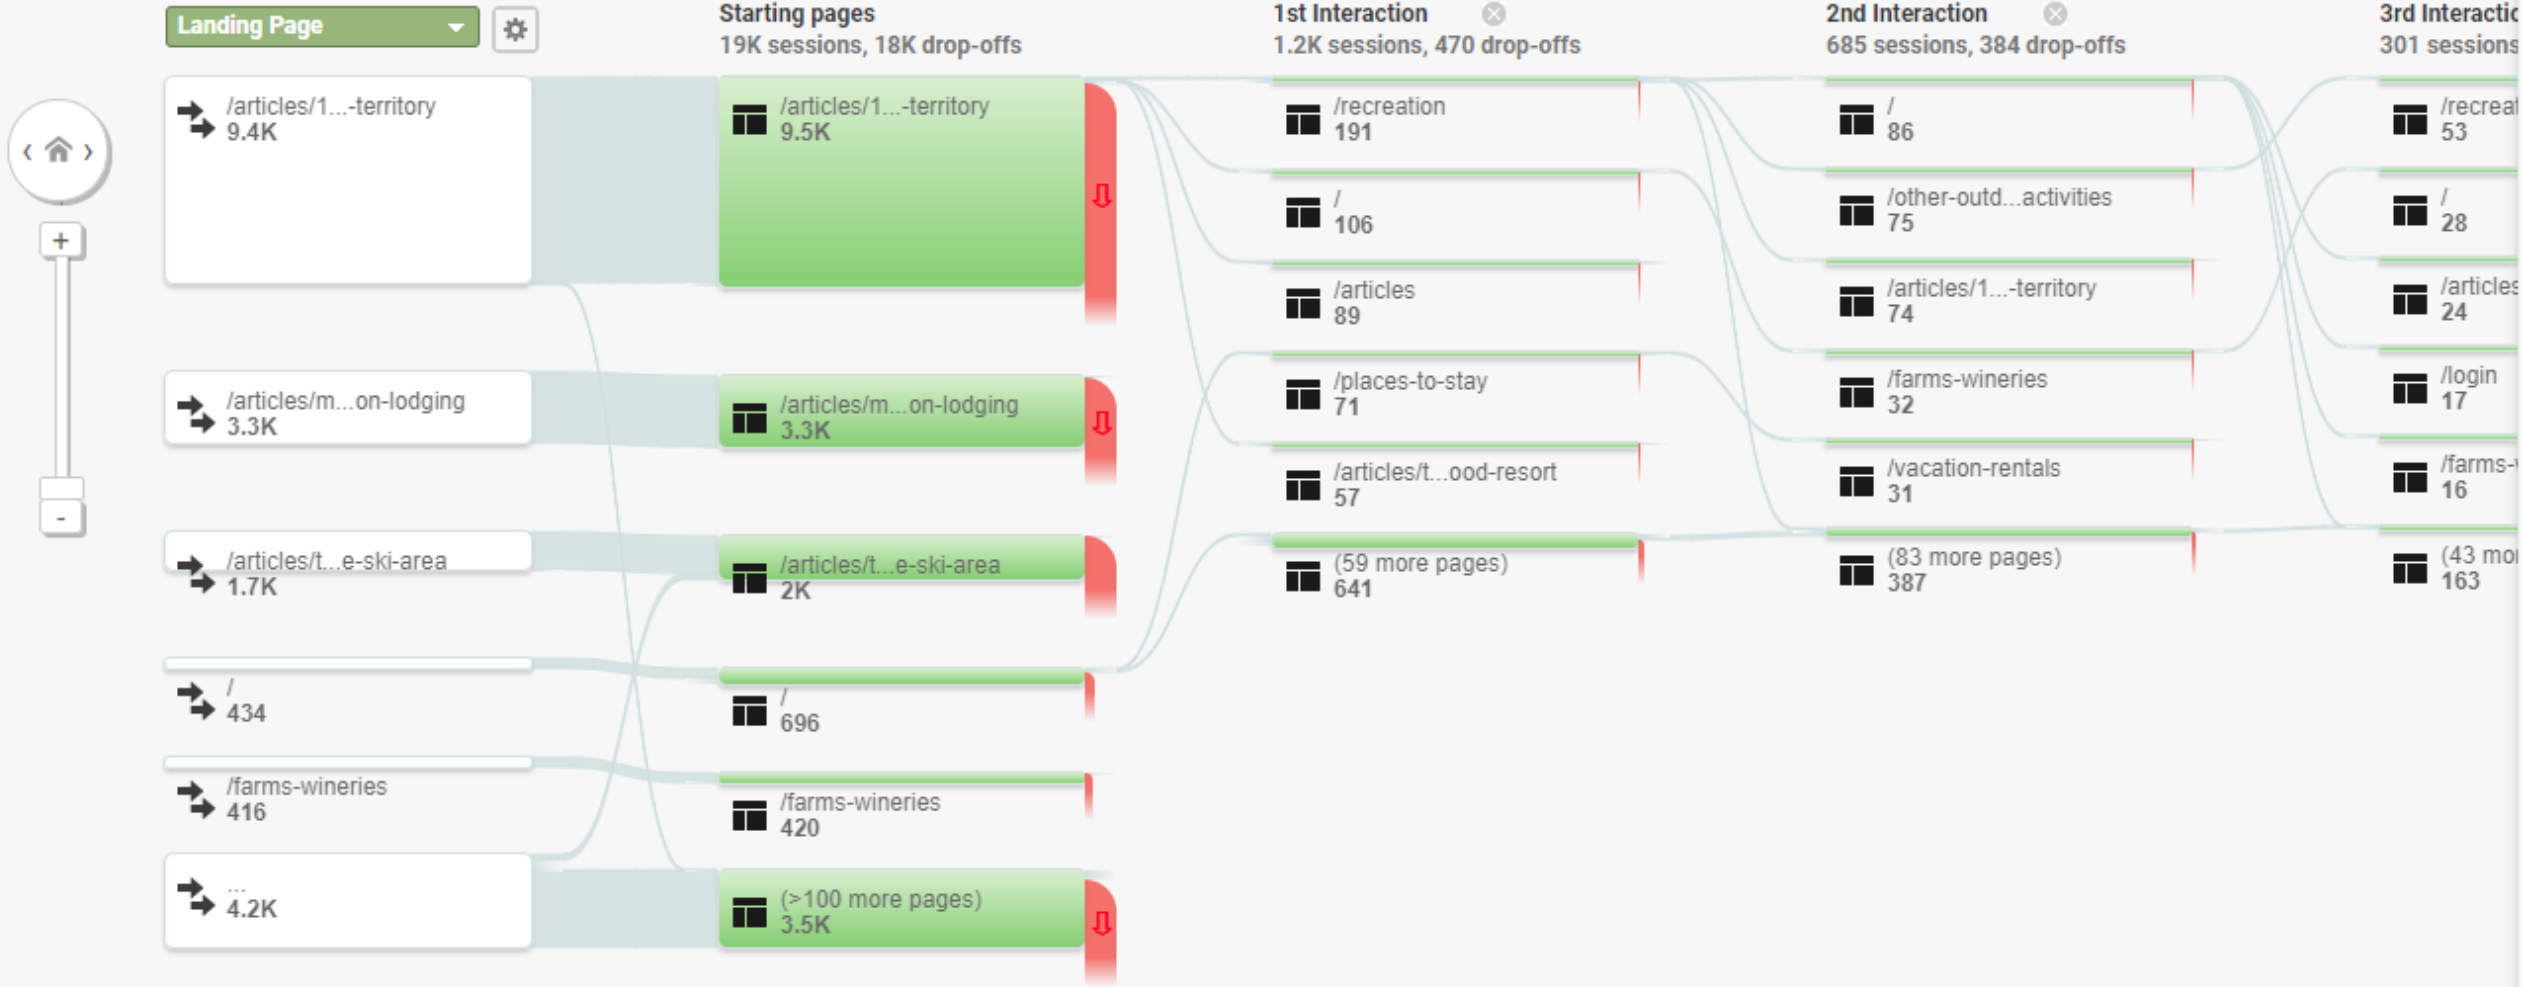 Landing Page
Starting pages
19K sessions, 18K drop-offs
1st Interaction
1.2K sessions, 470 drop-offs
2nd Interaction
685 sessions, 384 drop-offs
3rd Interactio
301 sessions
/articles/1...-territory
9.4K
/articles/m...on-lodging
3.3K
/articles/t...e-ski-area
1.7K
/
434
/farms-wineries
416
...
4.2K
/articles/1...-territory
9.5K
/articles/m...on-lodging
3.3K
/articles/t...e-ski-area
2K
/
696
/farms-wineries
420
(>100 more pages)
3.5K
/recreation
191
/
106
/articles
89
/places-to-stay
71
/articles/t...ood-resort
57
(59 more pages)
641
/
86
/other-outd...activities
75
/articles/1...-territory
74
/farms-wineries
32
/vacation-rentals
31
(83 more pages)
387
/recreat
53
/
28
/articles
24
/login
17
/farms-
16
(43 mo
163
+
-